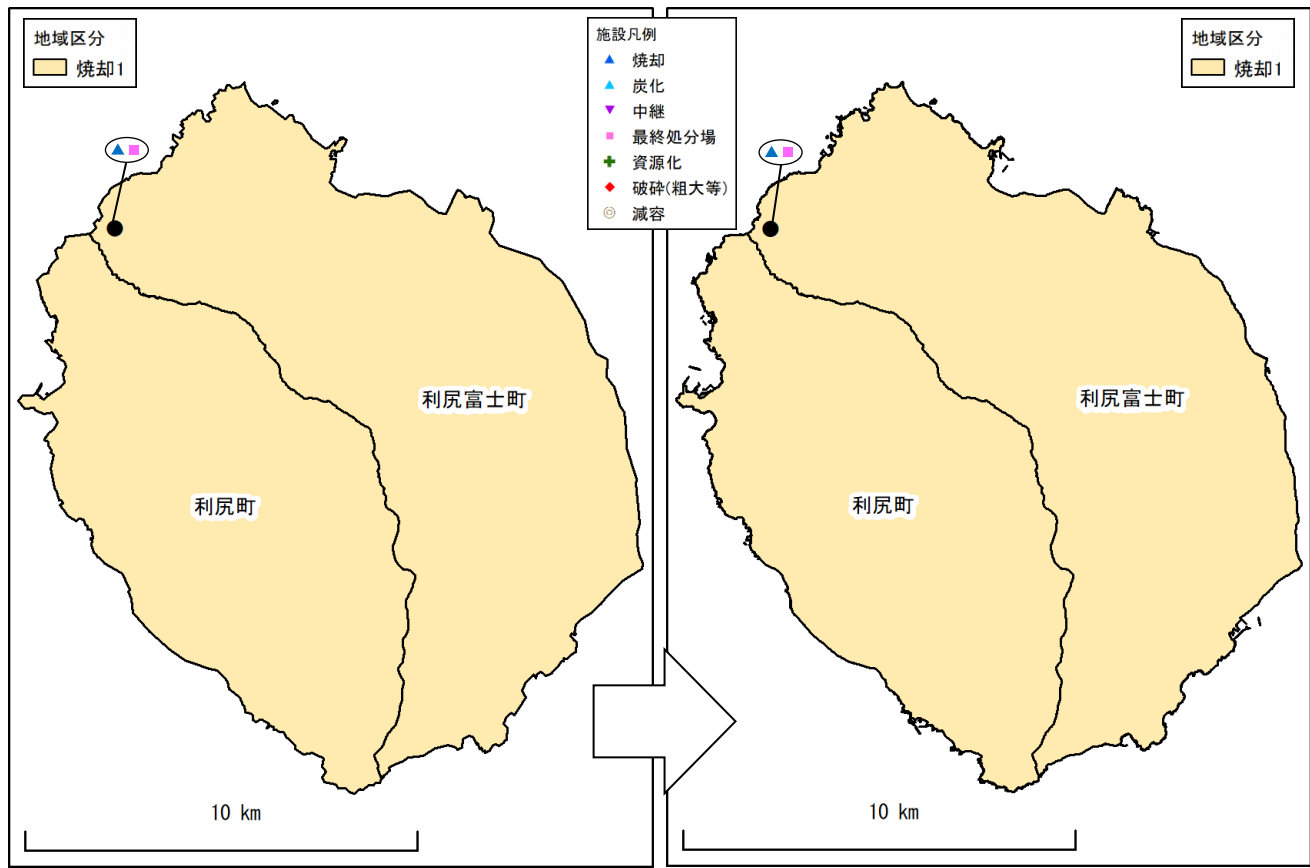 地域区分
焼却1
利尻富士町
利尻町
10 km
施設凡例
焼却
炭化
中継
最終処分場
資源化
破砕(粗大等)
減容
地域区分
焼却1
利尻富士町
利尻町
10 km